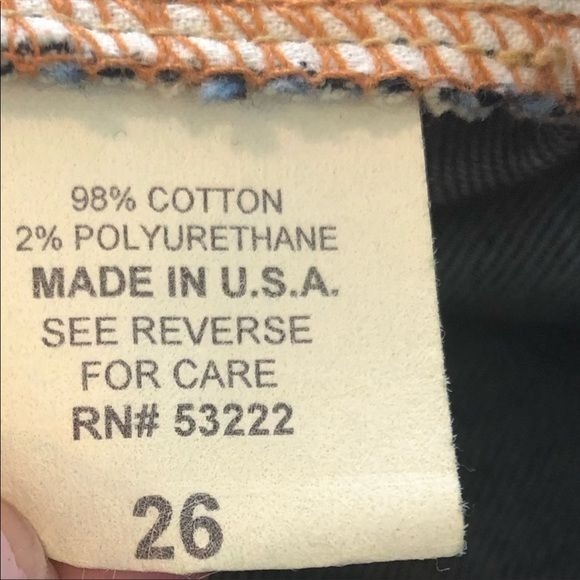 98% COTTON
2% POLYURETHANE
MADE IN U.S.A.
SEE REVERSE
FOR CARE
RN# 53222
26